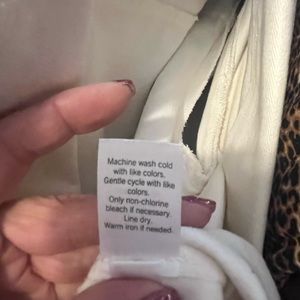 Machine wash cold
with like colors.
Gentle cycle with like
colors.
Only non-chlorine
bleach if necessary.
Line dry.
Warm iron if needed.